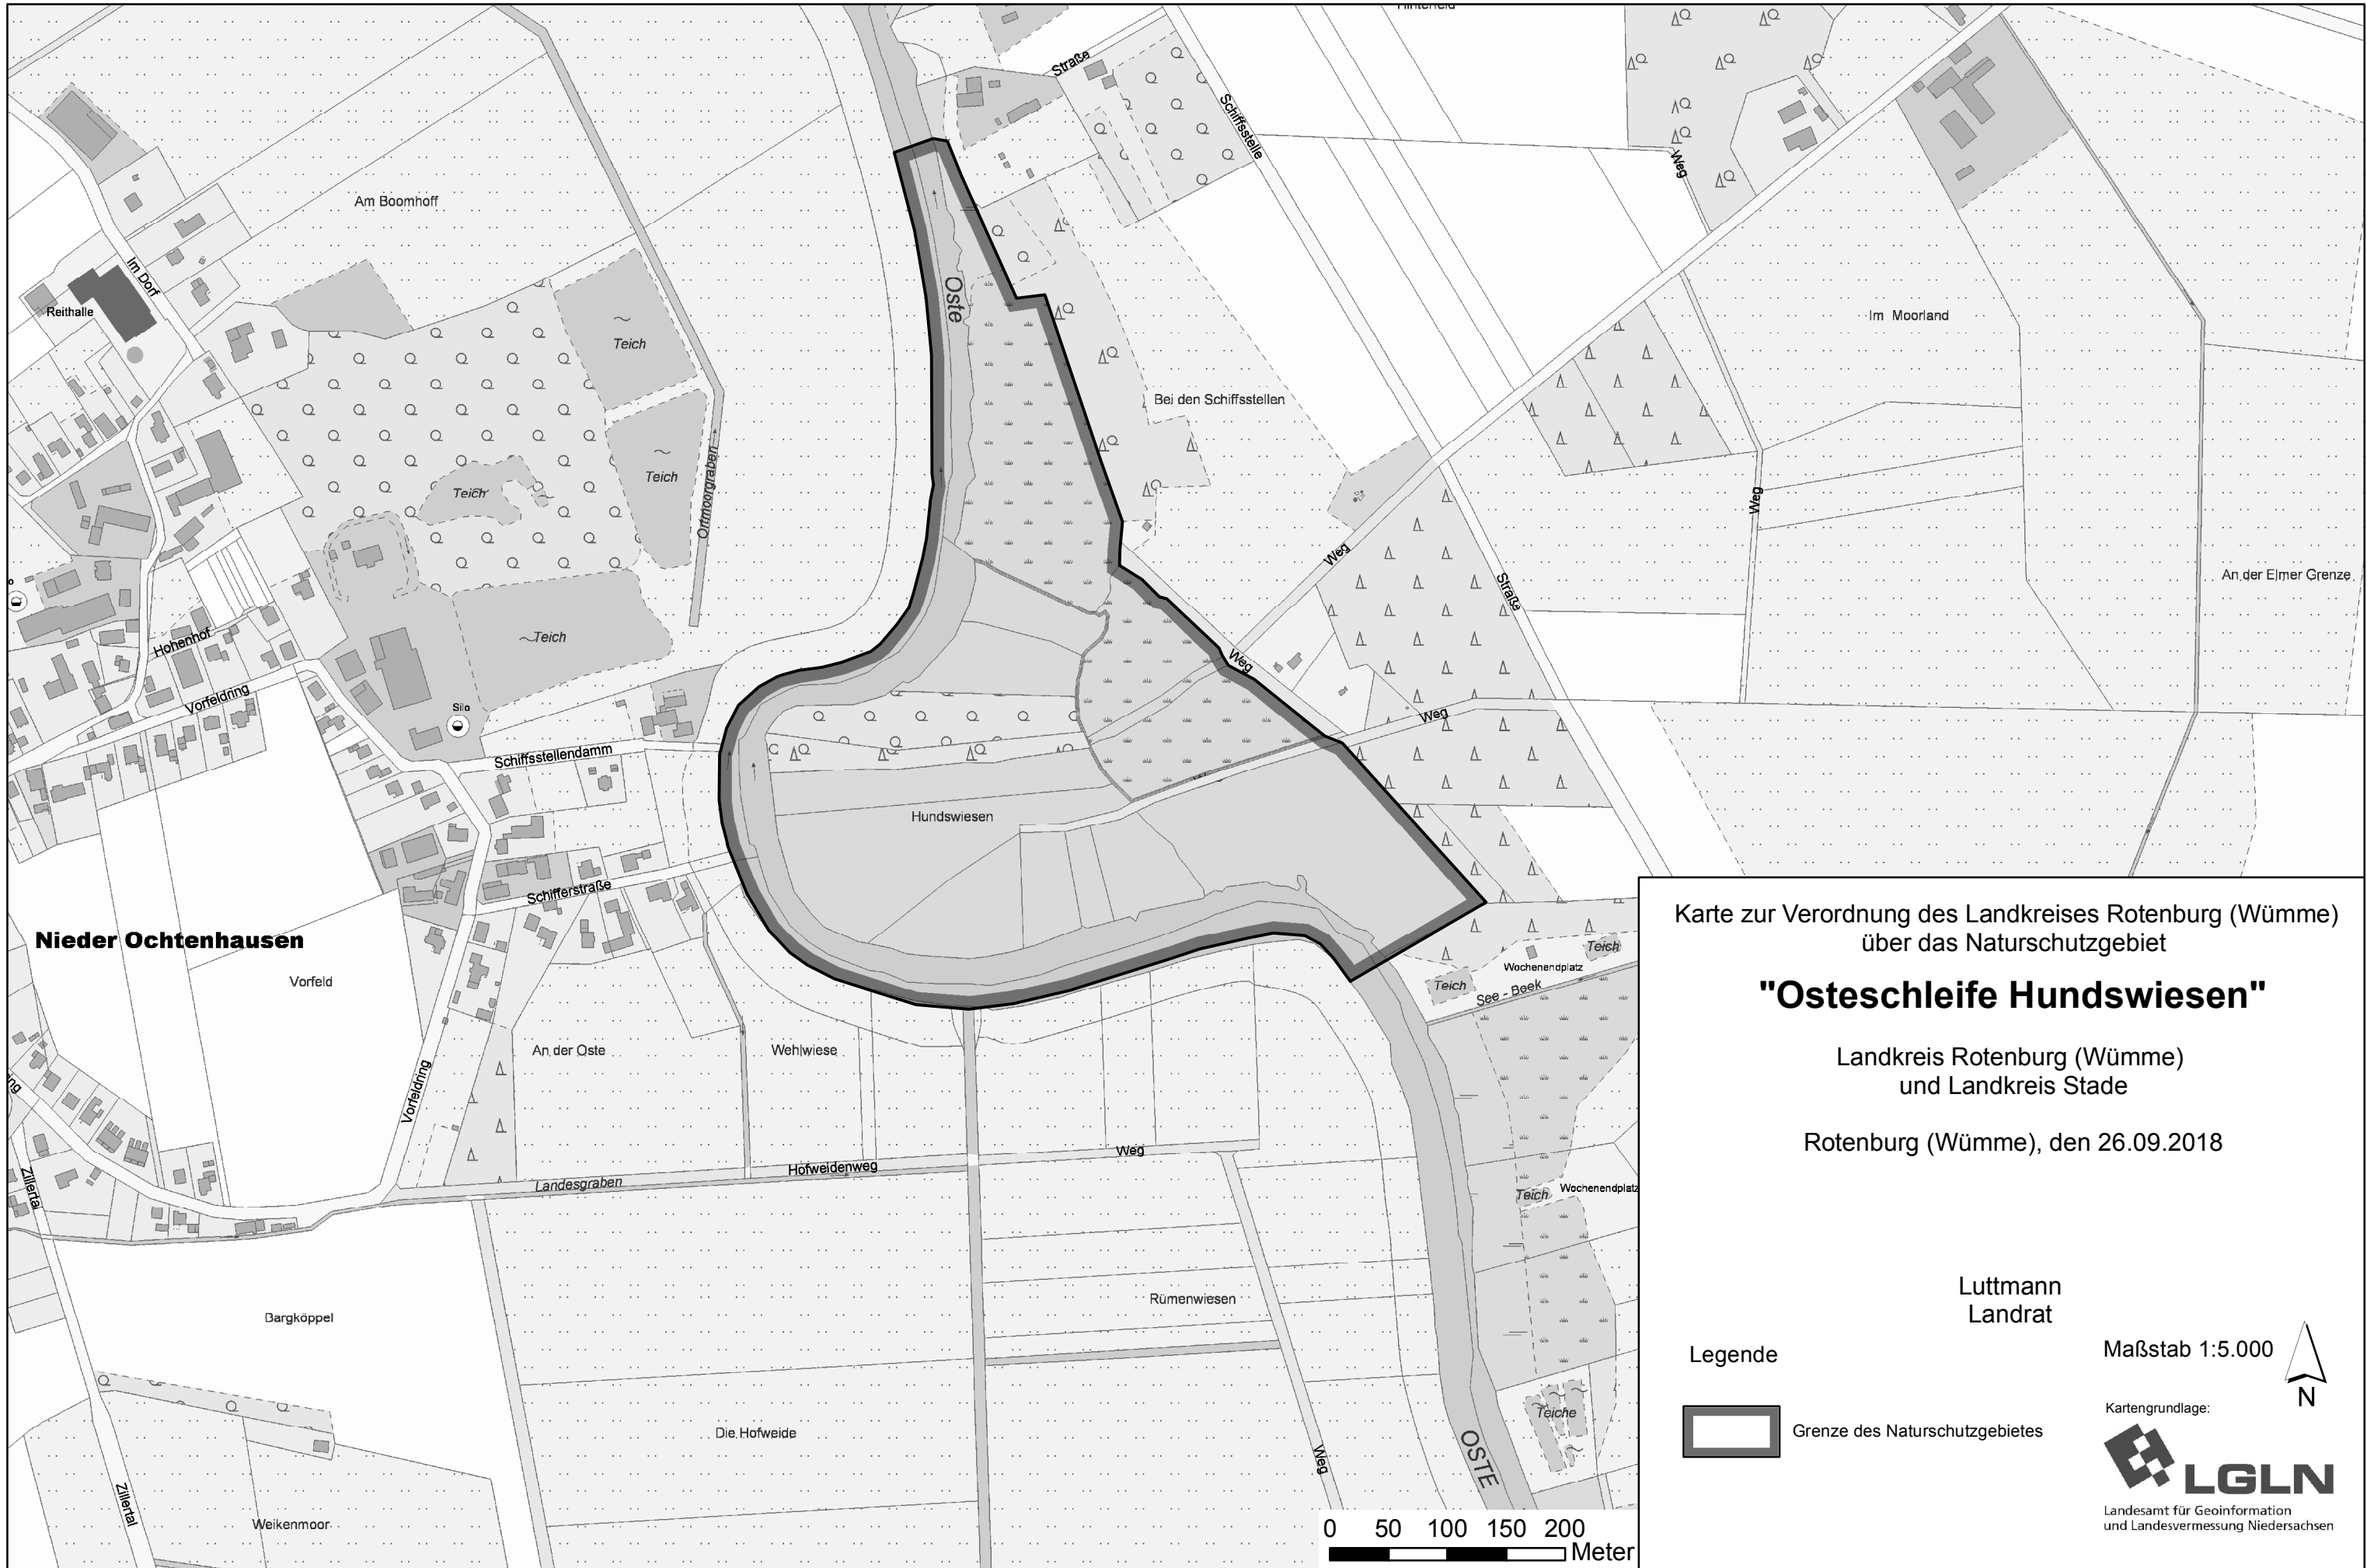 Straße
Schiffsstelle
Weg
Am Boomhoff
Im Dorf
Reithalle
Oste
Teich
Im Moorland
Bei den Schiffsstellen
Teich
Teich
Ortmoorgraben
Weg
Weg
Straße
An der Elmer Grenze
Hohenhof
Teich
Weg
Vorfeldring
Silo
Weg
Schiffsstellendamm
Hundswiesen
Schifferstraße
Nieder Ochtenhausen
Vorfeld
Teich
Wochenendplatz
Teich
See - Beek
An der Oste
Wehlwiese
Vorfeldring
Weg
Hofweidenweg
Landesgraben
Zillertal
Teich
Wochenendplatz
Rümenwiesen
Bargköppel
Teiche
Die Hofweide
OSTE
Weg
Zillertal
Weikenmoor
0 50 100 150 200
Meter
Karte zur Verordnung des Landkreises Rotenburg (Wümme)
über das Naturschutzgebiet
"Osteschleife Hundswiesen"
Landkreis Rotenburg (Wümme)
und Landkreis Stade
Rotenburg (Wümme), den 26.09.2018
Luttmann
Landrat
Legende
Maßstab 1:5.000
N
Grenze des Naturschutzgebietes
Kartengrundlage:
LGLN
Landesamt für Geoinformation
und Landesvermessung Niedersachsen